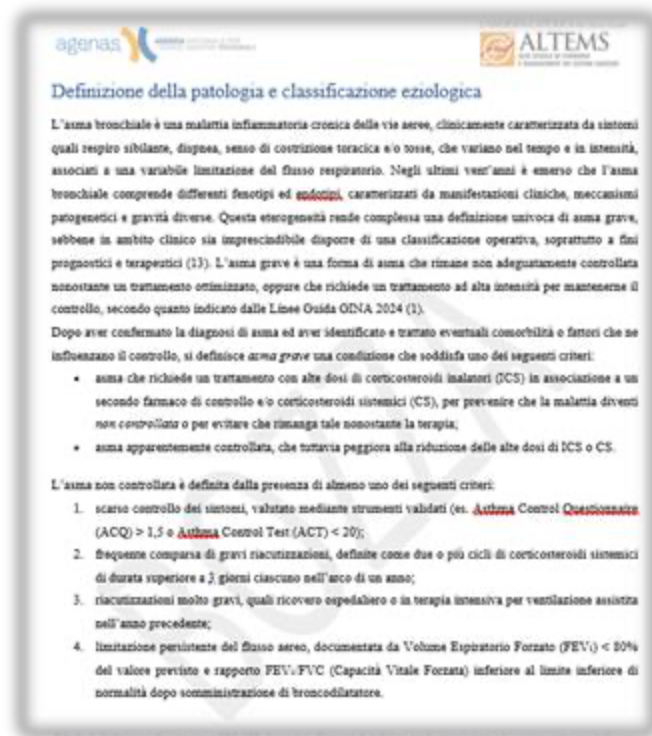 agenas
ALTEMS
Definizione della patologia e classificazione eziologica
L'asma bronchiale è una malattia infiammatoria cronica delle vie aeree, clinicamente caratterizzata da sintomi
quali respiro sibilante, dispnea, senso di costrizione toracica e/o tosse, che variano nel tempo e in intensità,
associati a una variabile limitazione del flusso respiratorio. Negli ultimi vent'anni è emerso che l'asma
bronchiale comprende differenti fenotipi ed endotipi, caratterizzati da manifestazioni cliniche, meccanismi
patogenetici e gravità diverse. Questa eterogeneità rende complessa una definizione univoca di asma grave,
sebbene in ambito clinico sia imprescindibile disporre di una classificazione operativa, soprattutto a fini
prognostici e terapeutici (13). L'asma grave è una forma di asma che rimane non adeguatamente controllata
nonostante un trattamento ottimizzato, oppure che richiede un trattamento ad alta intensità per mantenerne il
controllo, secondo quanto indicato dalle Linee Guida GINA 2024 (1).
Dopo aver confermato la diagnosi di asma ed aver identificato e trattato eventuali comorbilità o fattori che ne
influenzano il controllo, si definisce asma grave una condizione che soddisfa uno dei seguenti criteri:
• asma che richiede un trattamento con alte dosi di corticosteroidi inalatori (ICS) in associazione a un
secondo farmaco di controllo e/o corticosteroidi sistemici (CS), per prevenire che la malattia diventi
non controllata o per evitare che rimanga tale nonostante la terapia;
• asma apparentemente controllata, che tuttavia peggiora alla riduzione delle alte dosi di ICS o CS.
L'asma non controllata è definita dalla presenza di almeno uno dei seguenti criteri:
1. scarso controllo dei sintomi, valutato mediante strumenti validati (es. Asthma Control Questionnaire
(ACQ) > 1,5 o Asthma Control Test (ACT) < 20);
2. frequente comparsa di gravi riacutizzazioni, definite come due o più cicli di corticosteroidi sistemici
di durata superiore a 3 giorni ciascuno nell'arco di un anno;
3. riacutizzazioni molto gravi, quali ricovero ospedaliero o in terapia intensiva per ventilazione assistita
nell'anno precedente;
4. limitazione persistente del flusso aereo, documentata da Volume Espiratorio Forzato (FEV₁) < 80%
del valore previsto e rapporto FEV₁/FVC (Capacità Vitale Forzata) inferiore al limite inferiore di
normalità dopo somministrazione di broncodilatatore.
BOZZA